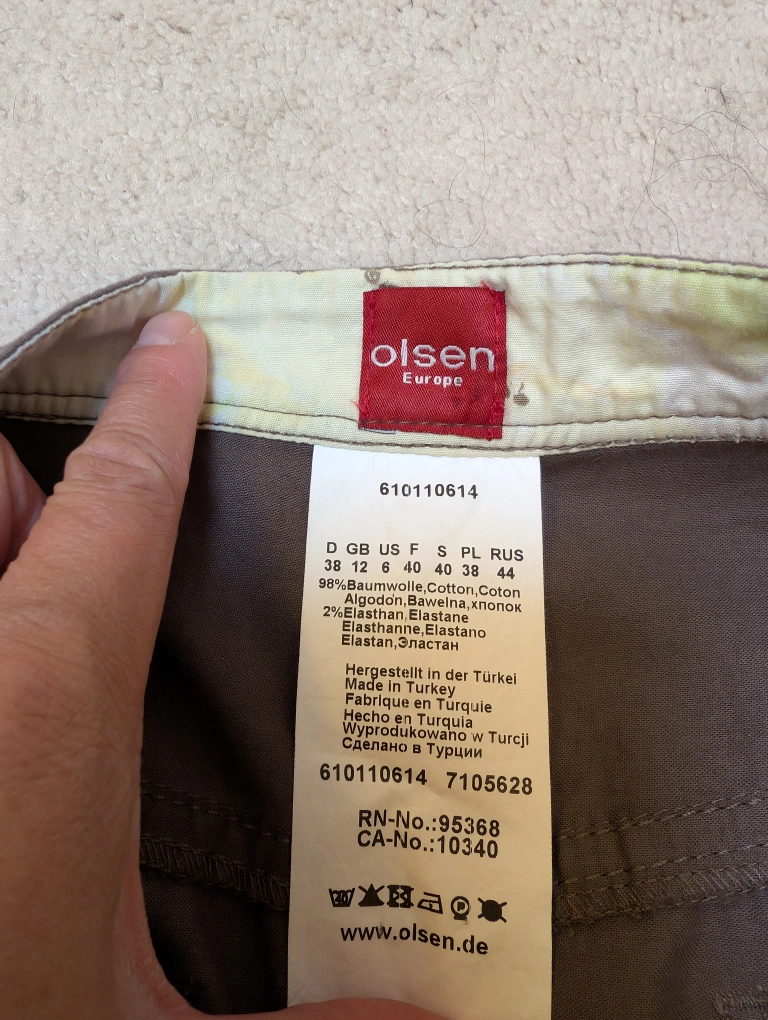 olsen
Europe
610110614
D GB US F S PL RUS
38 12 6 40 40 38 44
98%Baumwolle,Cotton,Coton
Algodon,Bawelna,хлопок
2%Elasthan,Elastane
Elasthanne,Elastano
Elastan,Эластан
Hergestellt in der Türkei
Made in Turkey
Fabrique en Turquie
Hecho en Turquia
Wyprodukowano w Turcji
Сделано в Турции
610110614 7105628
RN-No.:95368
CA-No.:10340
www.olsen.de